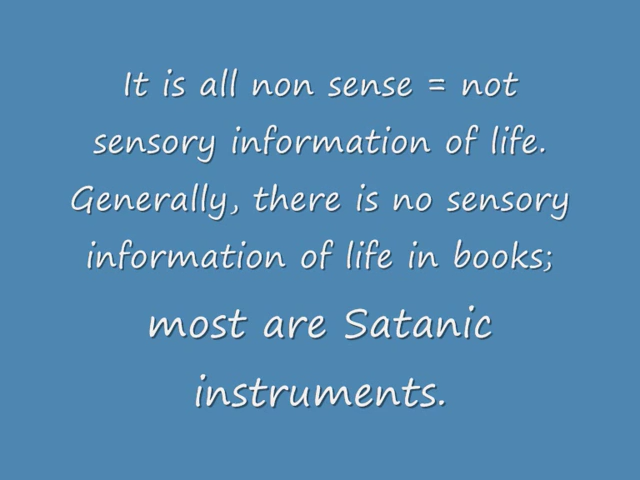 It is all non sense = not
sensory information of life.
Generally, there is no sensory
information of life in books;
most are Satanic
instruments.